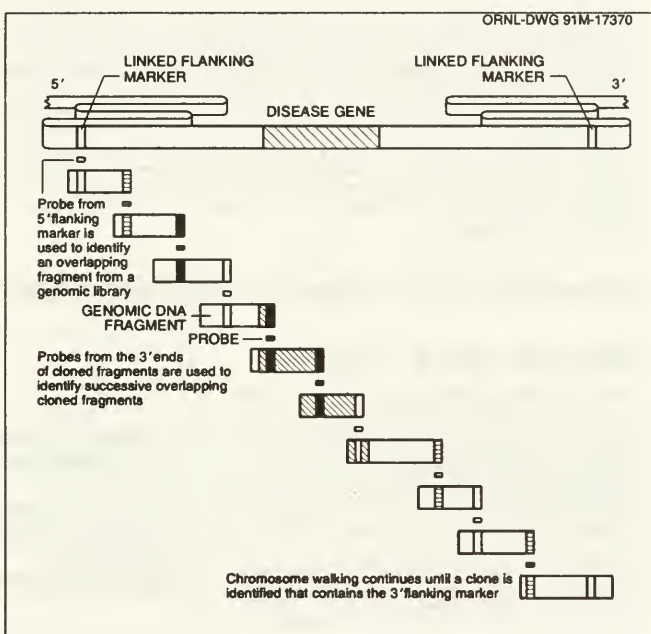 ORNL-DWG 91M-17370
LINKED FLANKING
MARKER
LINKED FLANKING
MARKER
5'
3'
DISEASE GENE
Probe from
5'flanking
marker is
used to identify
an overlapping
fragment from a
genomic library
GENOMIC DNA
FRAGMENT
PROBE
Probes from the 3'ends
of cloned fragments are used to
identify successive overlapping
cloned fragments
Chromosome walking continues until a clone is
identified that contains the 3'flanking marker